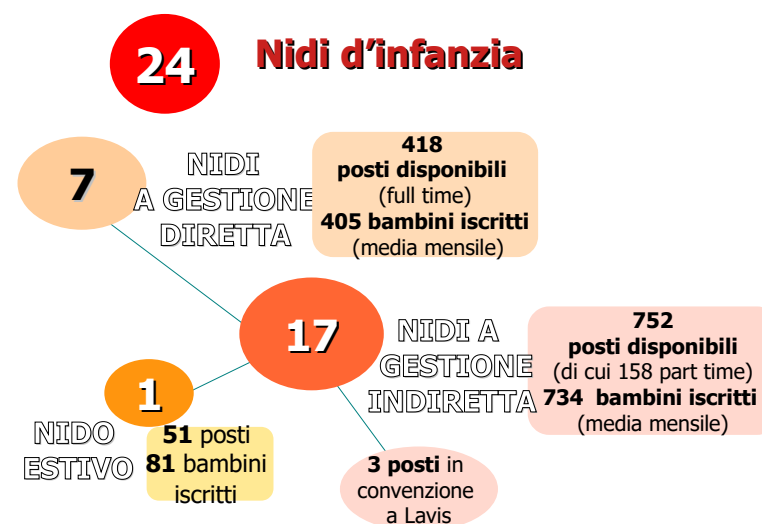 24
Nidi d’infanzia
7
NIDI
A GESTIONE
DIRETTA
418
posti disponibili
(full time)
405 bambini iscritti
(media mensile)
17
NIDI A
GESTIONE
INDIRETTA
752
posti disponibili
(di cui 158 part time)
734 bambini iscritti
(media mensile)
1
NIDO
ESTIVO
51 posti
81 bambini
iscritti
3 posti in
convenzione
a Lavis